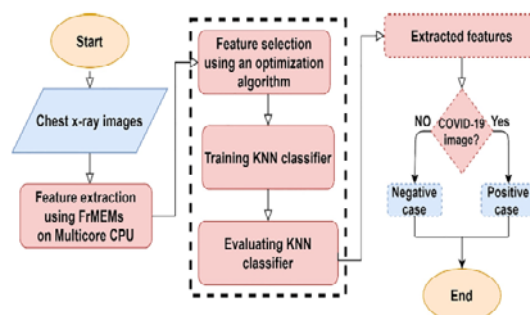 Start
Chest x-ray images
Feature extraction
using FrMEMs
on Multicore CPU
Feature selection
using an optimization
algorithm
Training KNN classifier
Evaluating KNN
classifier
Extracted features
COVID-19
image?
NO
Yes
Negative
case
Positive
case
End